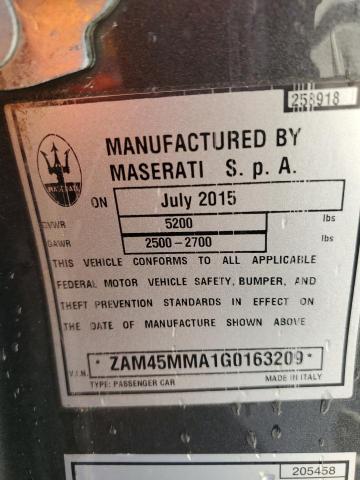 258918
MANUFACTURED BY
MASERATI S. p A.
MASERATI
ON July 2015
GVWR 5200 lbs
GAWR 2500-2700 lbs
THIS VEHICLE CONFORMS TO ALL APPLICABLE
FEDERAL MOTOR VEHICLE SAFETY, BUMPER, AND
THEFT PREVENTION STANDARDS IN EFFECT ON
THE DATE OF MANUFACTURE SHOWN ABOVE
V.I.N. * ZAM45MMA1G0163209 *
TYPE: PASSENGER CAR MADE IN ITALY
205458